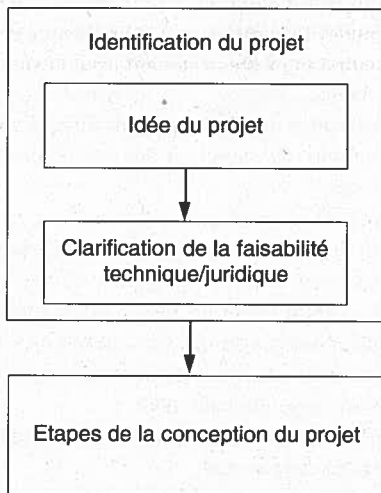 Identification du projet
Idée du projet
Clarification de la faisabilité
technique/juridique
Etapes de la conception du projet